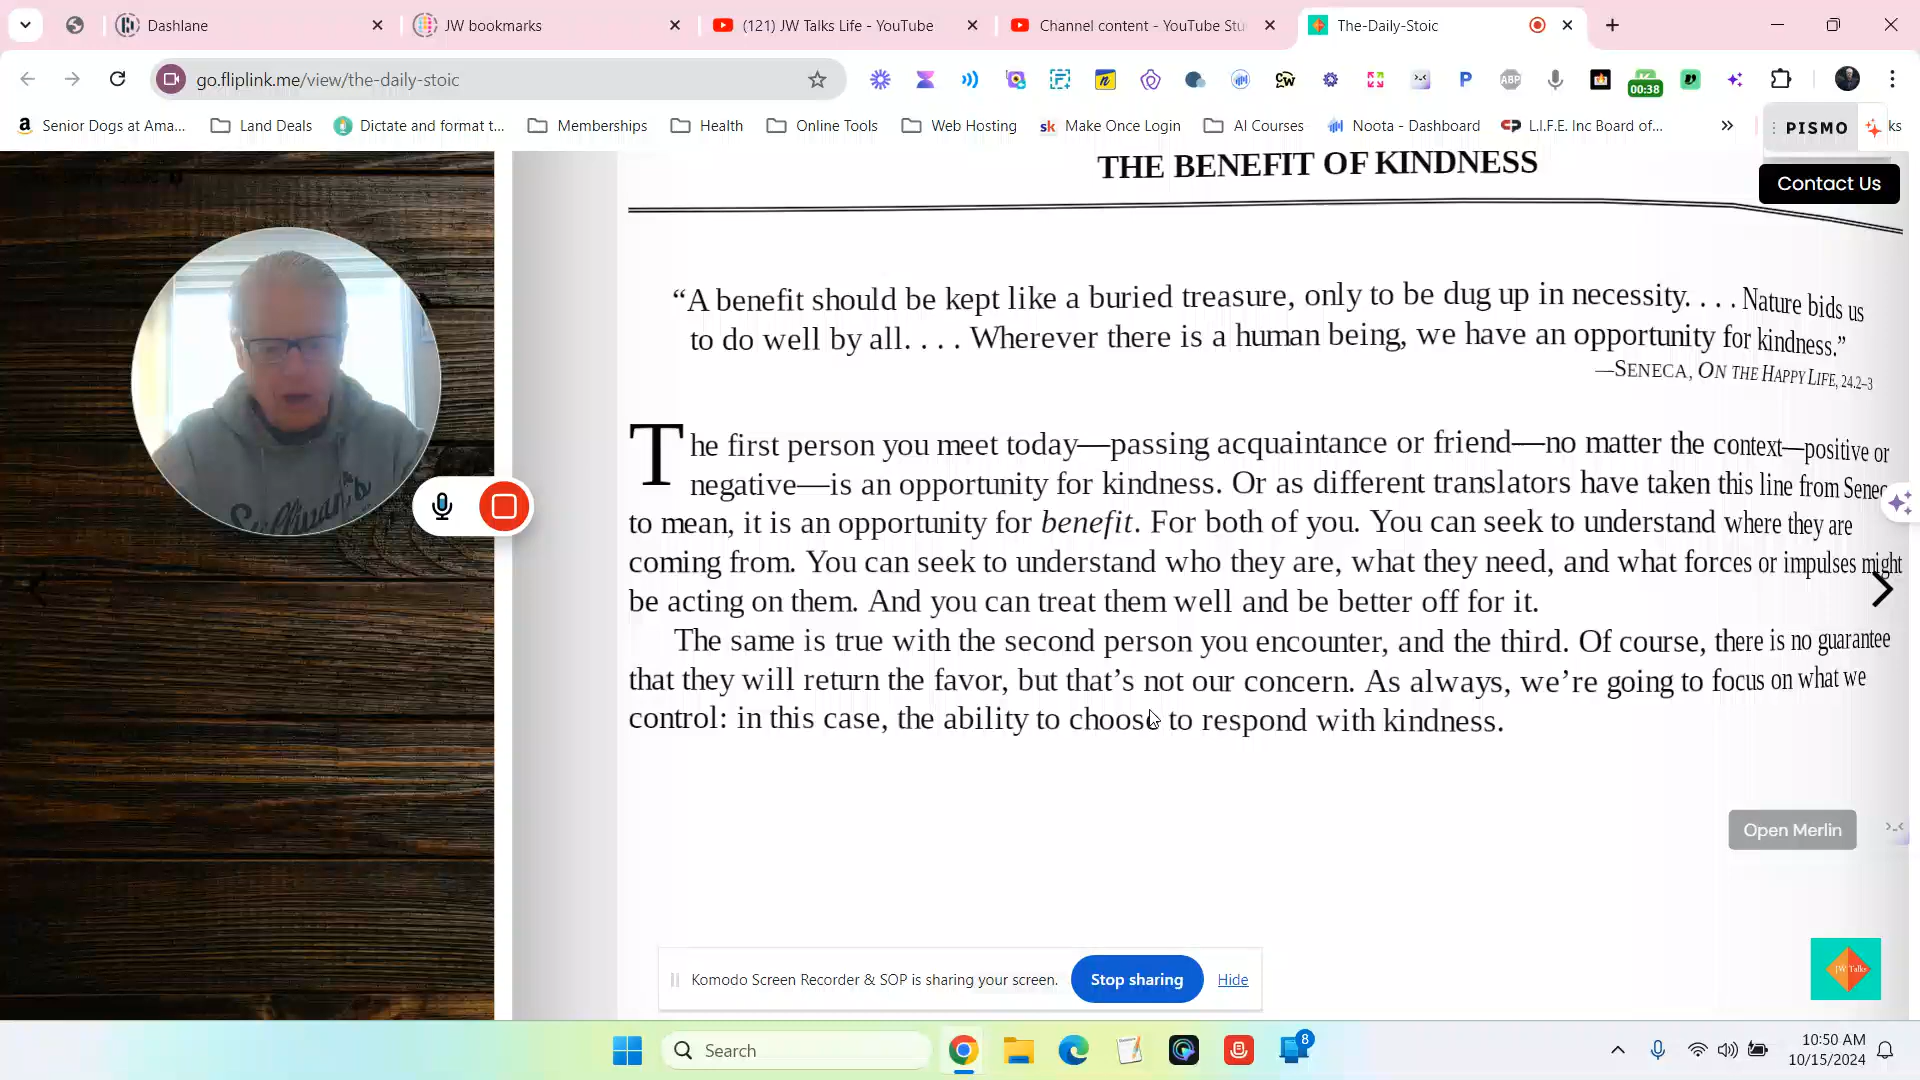 Dashlane
JW bookmarks
(121) JW Talks Life - YouTube
Channel content - YouTube Stu
The-Daily-Stoic
go.fliplink.me/view/the-daily-stoic
ABP
00:38
Senior Dogs at Ama...
Land Deals
Dictate and format t...
Memberships
Health
Online Tools
Web Hosting
sk Make Once Login
AI Courses
Noota - Dashboard
L.I.F.E. Inc Board of...
PISMO
ks
Contact Us
THE BENEFIT OF KINDNESS
“A benefit should be kept like a buried treasure, only to be dug up in necessity. . . . Nature bids us
to do well by all. . . . Wherever there is a human being, we have an opportunity for kindness.”
—SENECA, ON THE HAPPY LIFE, 24.2–3
The first person you meet today—passing acquaintance or friend—no matter the context—positive or
negative—is an opportunity for kindness. Or as different translators have taken this line from Senec
to mean, it is an opportunity for benefit. For both of you. You can seek to understand where they are
coming from. You can seek to understand who they are, what they need, and what forces or impulses might
be acting on them. And you can treat them well and be better off for it.
The same is true with the second person you encounter, and the third. Of course, there is no guarantee
that they will return the favor, but that’s not our concern. As always, we’re going to focus on what we
control: in this case, the ability to choose to respond with kindness.
Sullivan's
Open Merlin
JW Talks
Komodo Screen Recorder & SOP is sharing your screen.
Stop sharing
Hide
Search
8
10:50 AM
10/15/2024